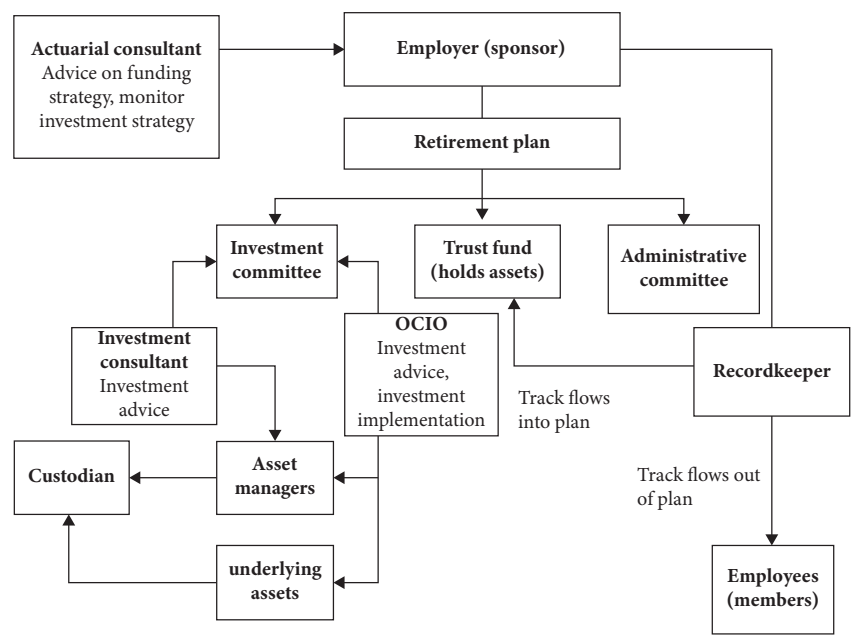 Actuarial consultant
Advice on funding
strategy, monitor
investment strategy
Employer (sponsor)
Retirement plan
Investment
committee
Trust fund
(holds assets)
Administrative
committee
Investment
consultant
Investment
advice
OCIO
Investment
advice,
investment
implementation
Recordkeeper
Track flows
into plan
Custodian
Asset
managers
Track flows out
of plan
underlying
assets
Employees
(members)